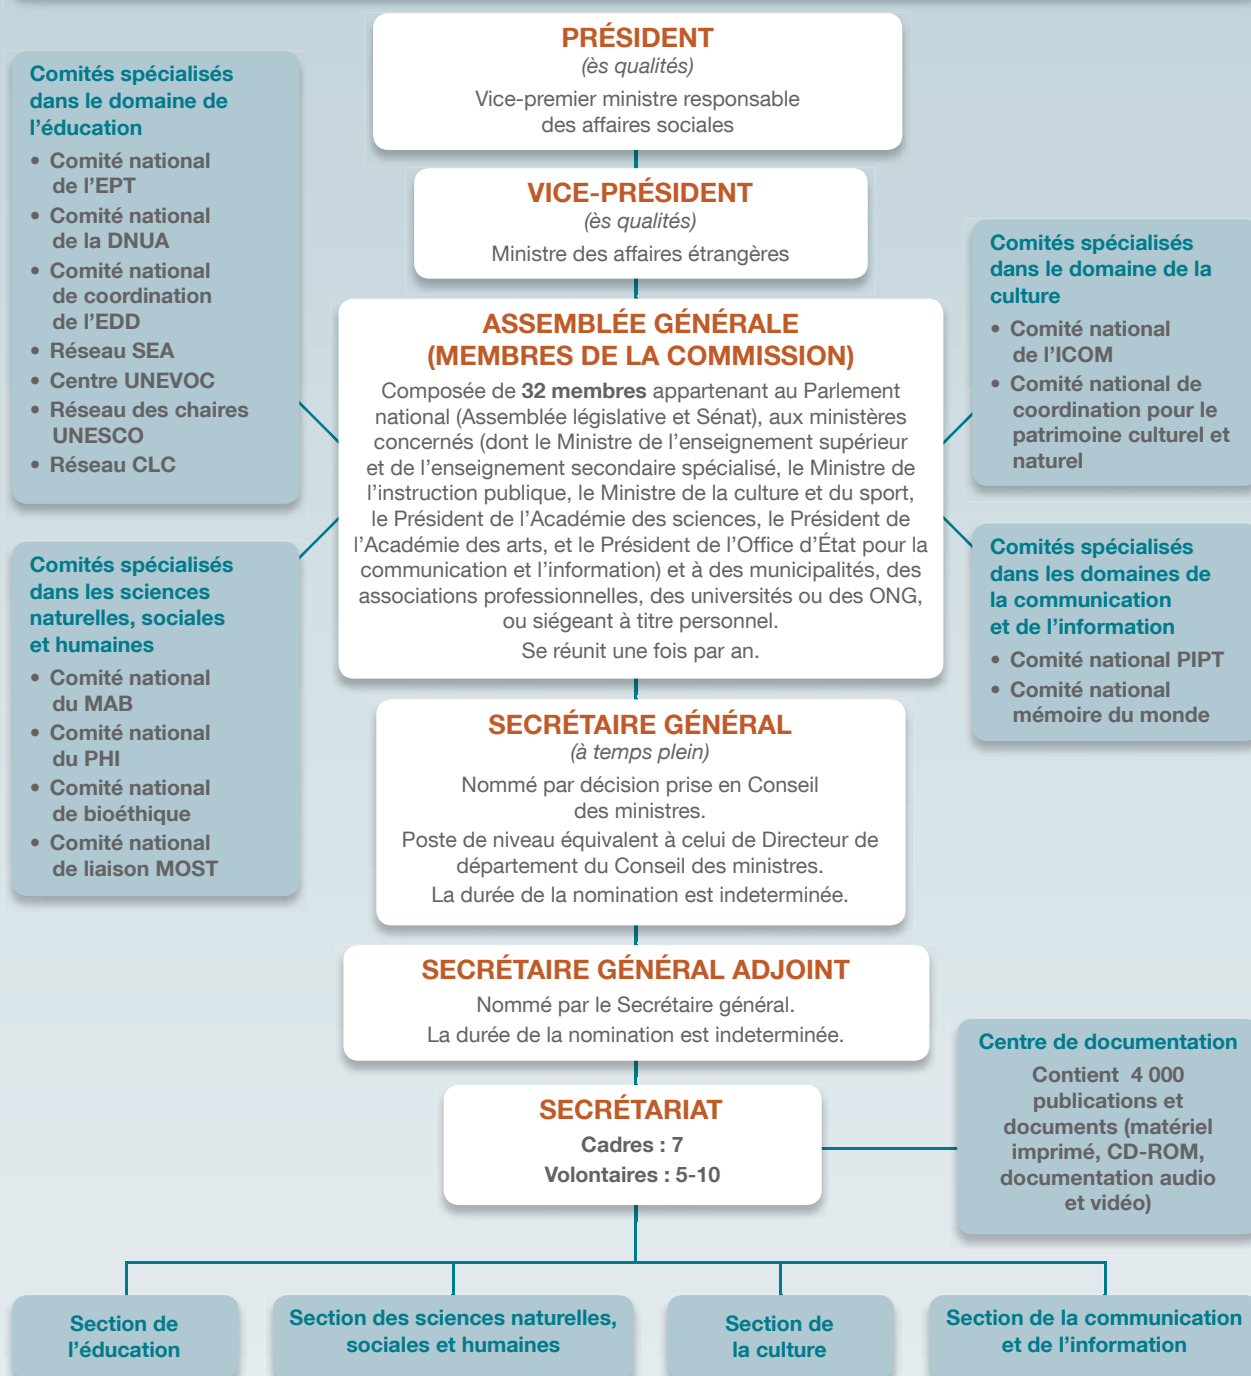 PRÉSIDENT
(ès qualités)
Vice-premier ministre responsable
des affaires sociales
VICE-PRÉSIDENT
(ès qualités)
Ministre des affaires étrangères
ASSEMBLÉE GÉNÉRALE
(MEMBRES DE LA COMMISSION)
Composée de 32 membres appartenant au Parlement
national (Assemblée législative et Sénat), aux ministères
concernés (dont le Ministre de l’enseignement supérieur
et de l’enseignement secondaire spécialisé, le Ministre de
l’instruction publique, le Ministre de la culture et du sport,
le Président de l’Académie des sciences, le Président de
l’Académie des arts, et le Président de l’Office d’État pour la
communication et l’information) et à des municipalités, des
associations professionnelles, des universités ou des ONG,
ou siégeant à titre personnel.
Se réunit une fois par an.
Comités spécialisés
dans le domaine de
l’éducation
• Comité national
de l’EPT
• Comité national
de la DNUA
• Comité national
de coordination
de l’EDD
• Réseau SEA
• Centre UNEVOC
• Réseau des chaires
UNESCO
• Réseau CLC
Comités spécialisés
dans les sciences
naturelles, sociales
et humaines
• Comité national
du MAB
• Comité national
du PHI
• Comité national
de bioéthique
• Comité national
de liaison MOST
Comités spécialisés
dans le domaine de la
culture
• Comité national
de l’ICOM
• Comité national de
coordination pour le
patrimoine culturel et
naturel
Comités spécialisés
dans les domaines de
la communication
et de l’information
• Comité national PIPT
• Comité national
mémoire du monde
SECRÉTAIRE GÉNÉRAL
(à temps plein)
Nommé par décision prise en Conseil
des ministres.
Poste de niveau équivalent à celui de Directeur de
département du Conseil des ministres.
La durée de la nomination est indeterminée.
SECRÉTAIRE GÉNÉRAL ADJOINT
Nommé par le Secrétaire général.
La durée de la nomination est indeterminée.
SECRÉTARIAT
Cadres : 7
Volontaires : 5-10
Centre de documentation
Contient 4 000
publications et
documents (matériel
imprimé, CD-ROM,
documentation audio
et vidéo)
Section de
l’éducation
Section des sciences naturelles,
sociales et humaines
Section de
la culture
Section de la communication
et de l’information